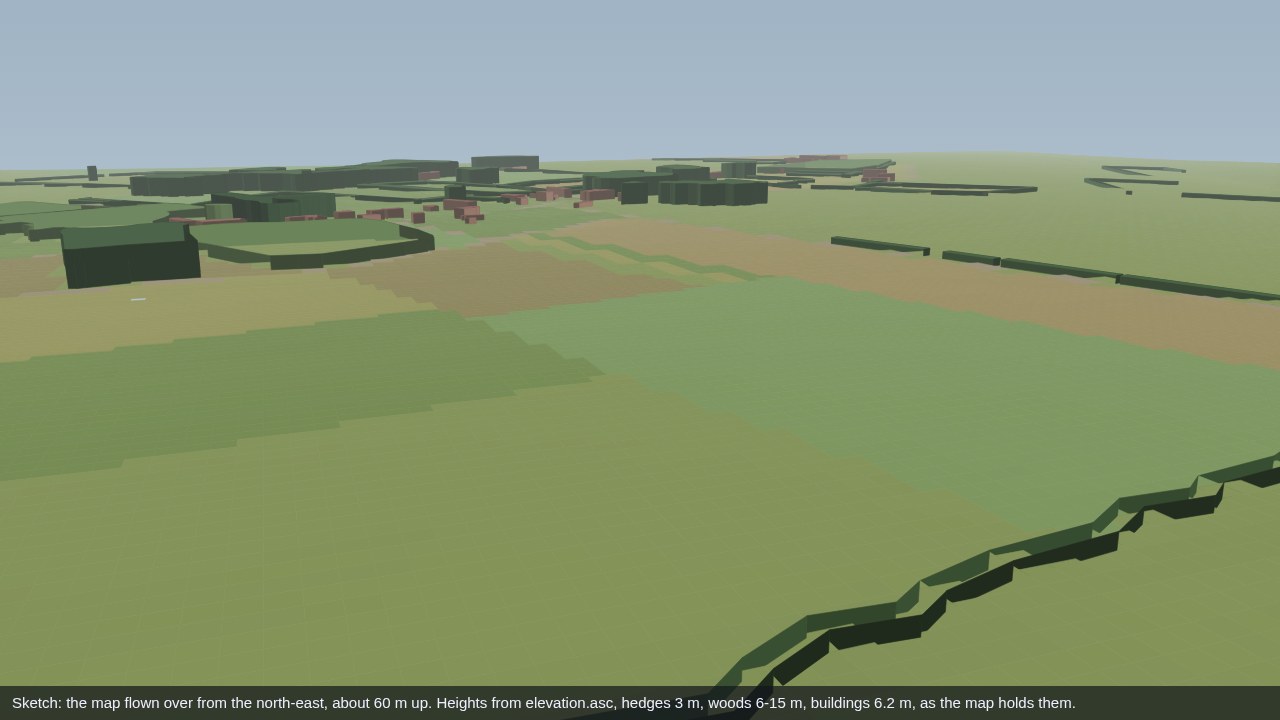 Sketch: the map flown over from the north-east, about 60 m up. Heights from elevation.asc, hedges 3 m, woods 6-15 m, buildings 6.2 m, as the map holds them.